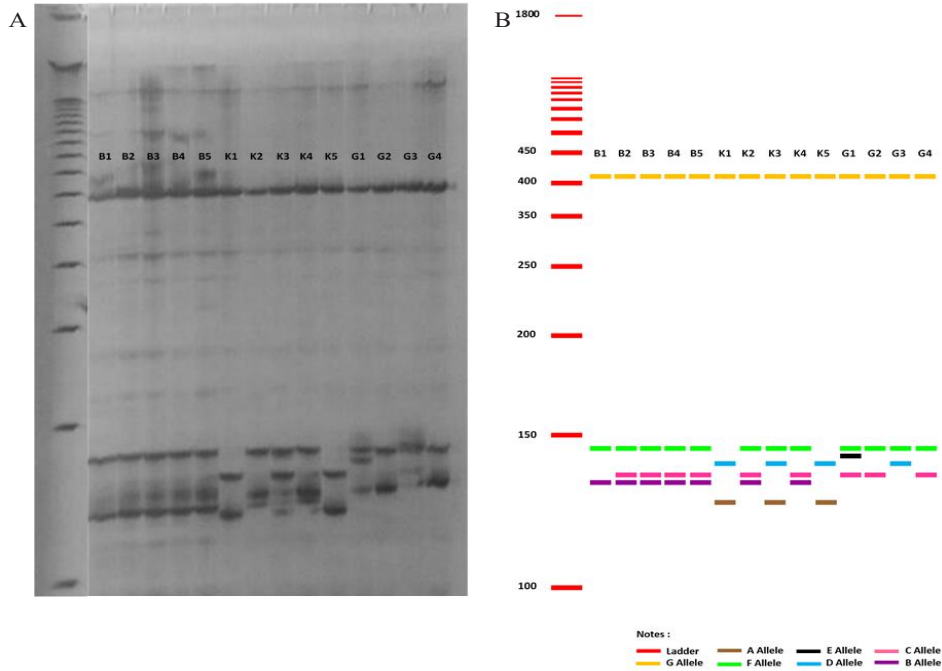 A
B
1800
B1 B2 B3 B4 B5 K1 K2 K3 K4 K5 G1 G2 G3 G4
450
B1 B2 B3 B4 B5 K1 K2 K3 K4 K5 G1 G2 G3 G4
400
350
250
200
150
100
Notes :
Ladder A Allele E Allele C Allele
G Allele F Allele D Allele B Allele